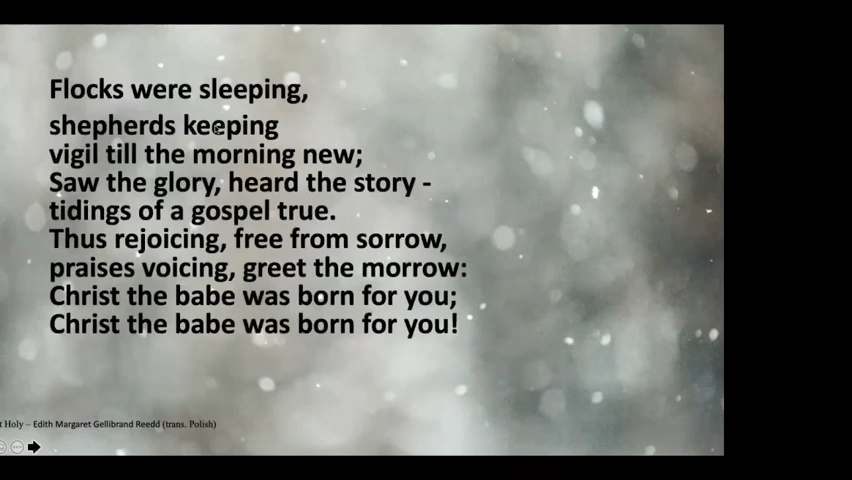 Flocks were sleeping,
shepherds keeping
vigil till the morning new;
Saw the glory, heard the story -
tidings of a gospel true.
Thus rejoicing, free from sorrow,
praises voicing, greet the morrow:
Christ the babe was born for you;
Christ the babe was born for you!
t Holy – Edith Margaret Gellibrand Reedd (trans. Polish)